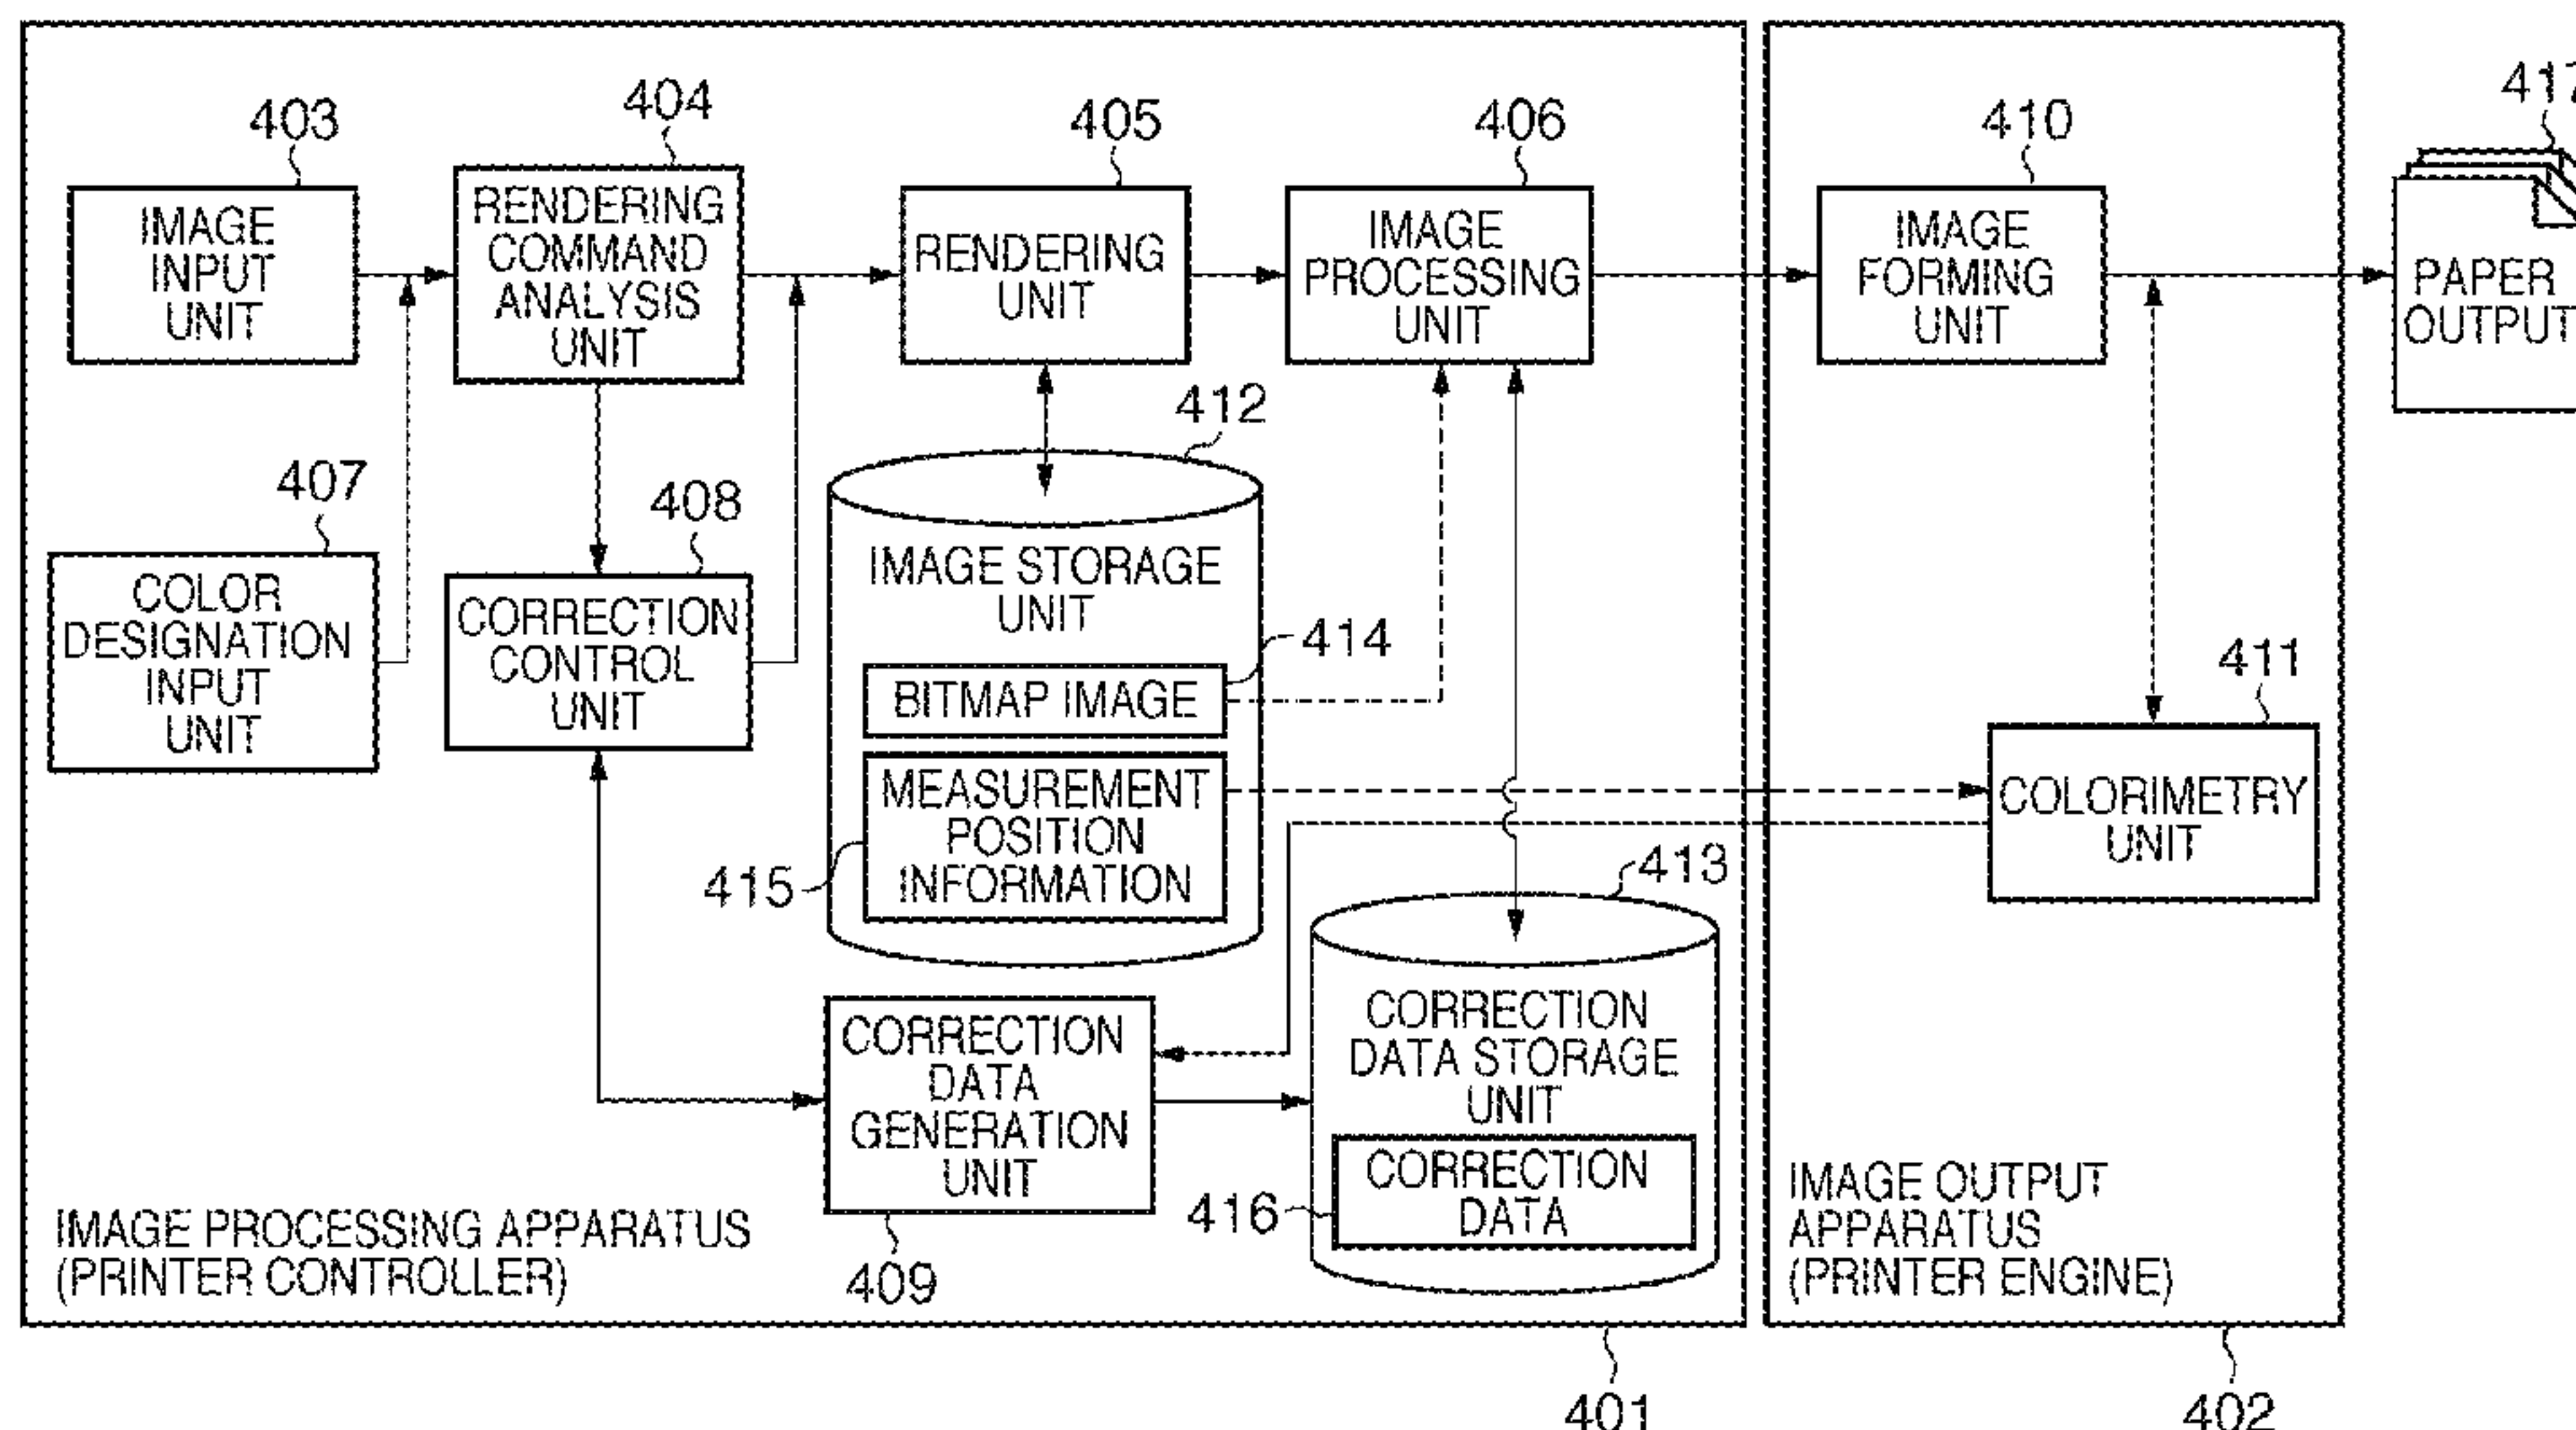 403
404
405
406
410
417
IMAGE
INPUT
UNIT
RENDERING
COMMAND
ANALYSIS
UNIT
RENDERING
UNIT
IMAGE
PROCESSING
UNIT
IMAGE
FORMING
UNIT
PAPER
OUTPUT
407
408
412
COLOR
DESIGNATION
INPUT
UNIT
CORRECTION
CONTROL
UNIT
IMAGE STORAGE
UNIT
414
BITMAP IMAGE
MEASUREMENT
POSITION
INFORMATION
415
411
COLORIMETRY
UNIT
413
CORRECTION
DATA
GENERATION
UNIT
409
CORRECTION
DATA STORAGE
UNIT
CORRECTION
DATA
416
IMAGE PROCESSING APPARATUS
(PRINTER CONTROLLER)
IMAGE OUTPUT
APPARATUS
(PRINTER ENGINE)
401
402